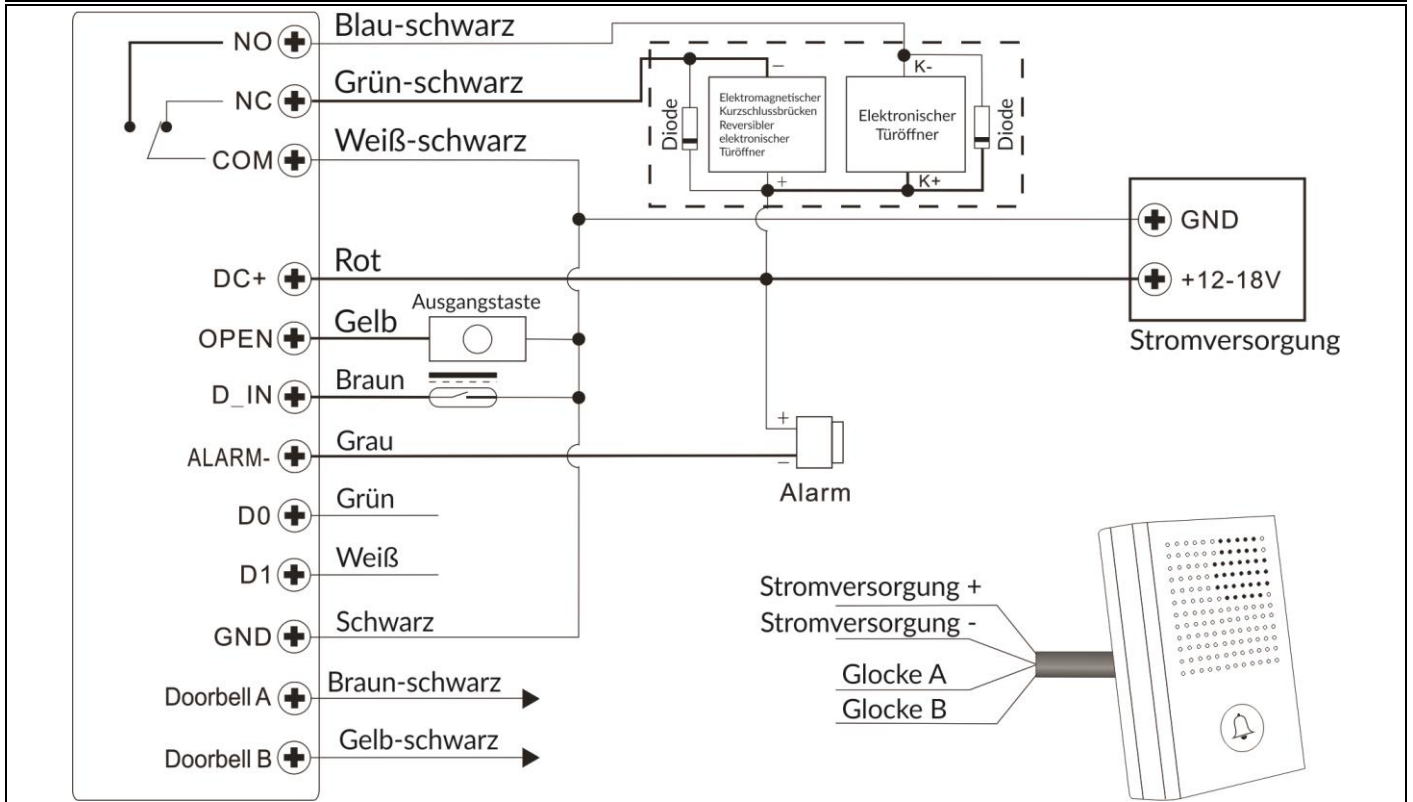 NO
Blau-schwarz
NC
Grün-schwarz
COM
Weiß-schwarz
DC+
Rot
OPEN
Gelb
Ausgangstaste
D_IN
Braun
ALARM-
Grau
D0
Grün
D1
Weiß
GND
Schwarz
Doorbell A
Braun-schwarz
Doorbell B
Gelb-schwarz
Diode
−
Elektromagnetischer
Kurzschlussbrücken
Reversibler
elektronischer
Türöffner
+
K-
Elektronischer
Türöffner
K+
Diode
GND
+12-18V
Stromversorgung
+
−
Alarm
Stromversorgung +
Stromversorgung -
Glocke A
Glocke B